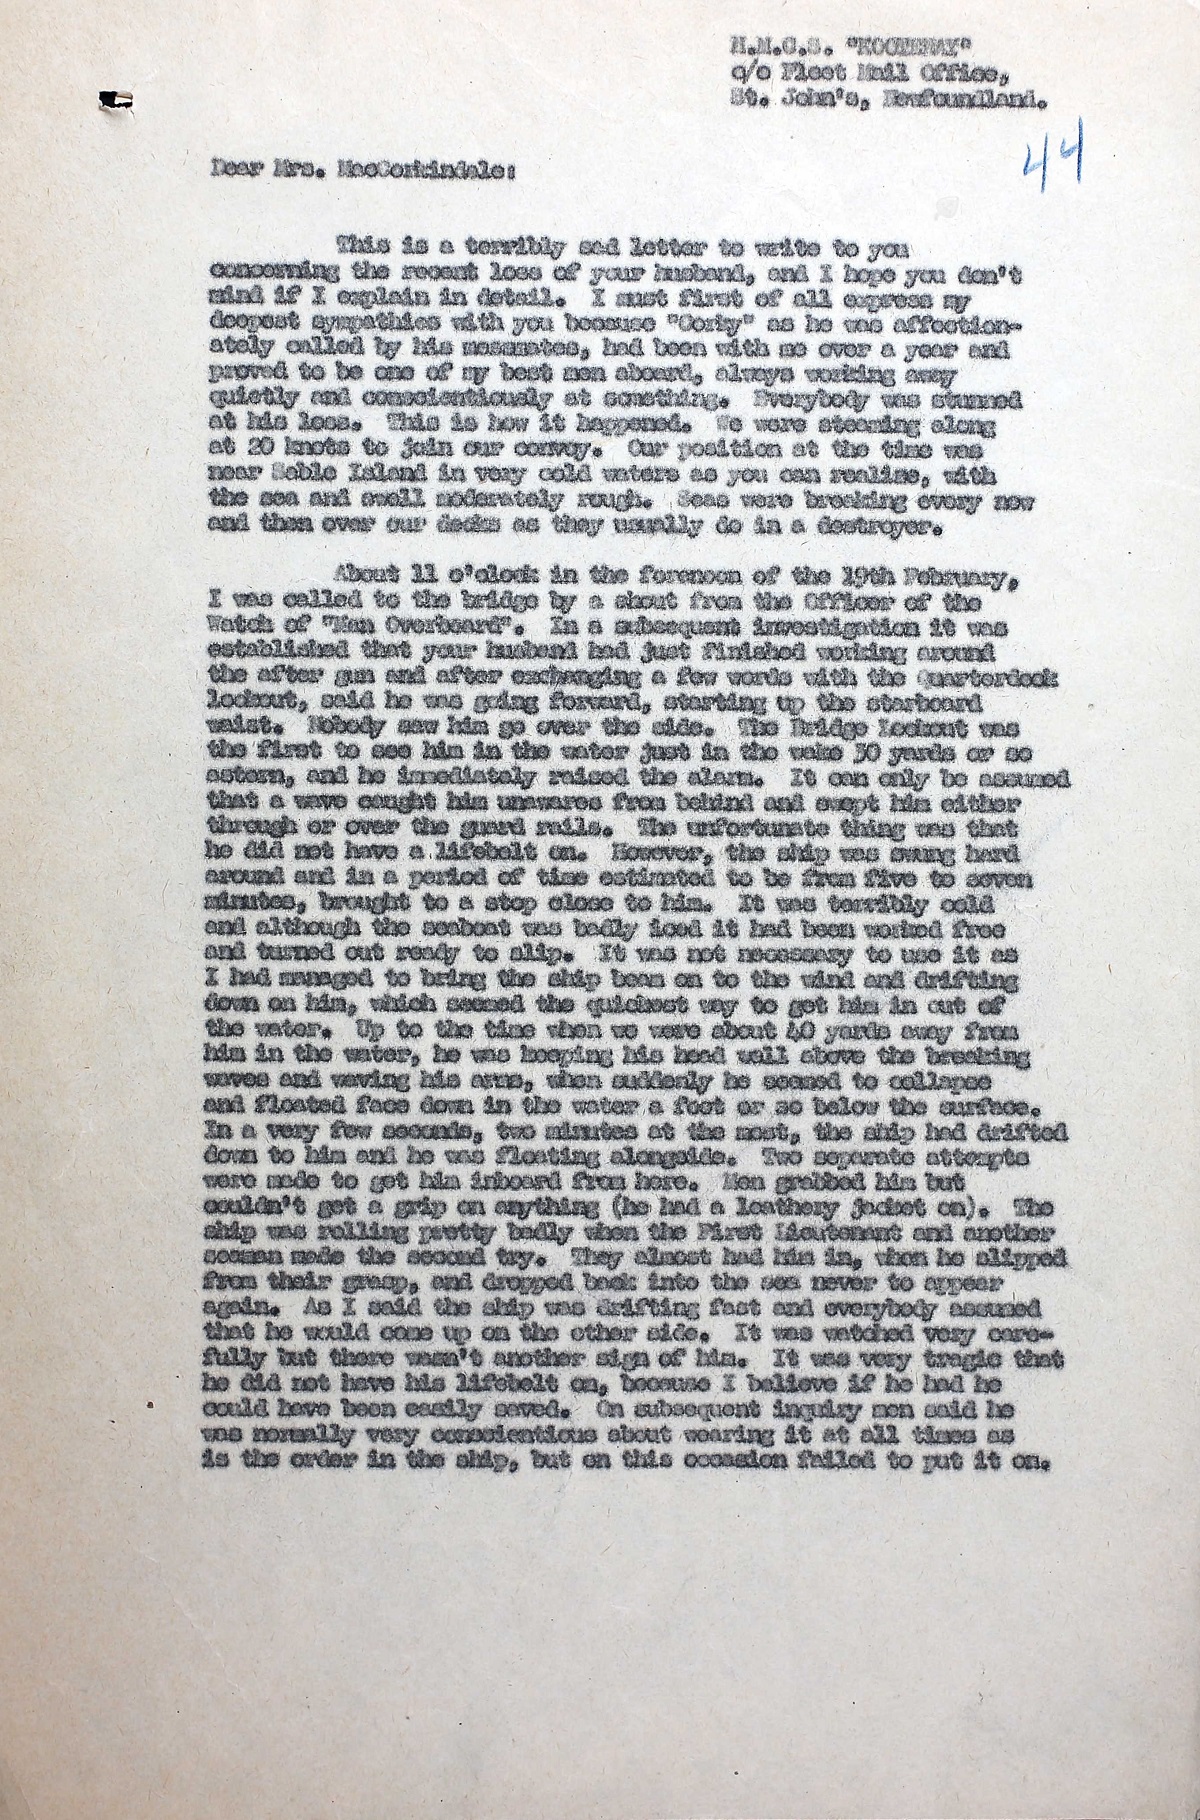 H.M.C.S. "KOOTENAY"
c/o Fleet Mail Office,
St. John's, Newfoundland.
44
Dear Mrs. MacCorkindale:
This is a terribly sad letter to write to you
concerning the recent loss of your husband, and I hope you don't
mind if I explain in detail. I must first of all express my
deepest sympathies with you because "Corky" as he was affection-
ately called by his messmates, had been with me over a year and
proved to be one of my best men aboard, always working away
quietly and conscientiously at something. Everybody was stunned
at his loss. This is how it happened. We were steaming along
at 20 knots to join our convoy. Our position at the time was
near Sable Island in very cold waters as you can realize, with
the sea and swell moderately rough. Seas were breaking every now
and then over our decks as they usually do in a destroyer.
About 11 o'clock in the forenoon of the 19th February,
I was called to the bridge by a shout from the Officer of the
Watch of "Man Overboard". In a subsequent investigation it was
established that your husband had just finished working around
the after gun and after exchanging a few words with the Quarterdeck
lookout, said he was going forward, starting up the starboard
waist. Nobody saw him go over the side. The Bridge Lookout was
the first to see him in the water just in the wake 30 yards or so
astern, and he immediately raised the alarm. It can only be assumed
that a wave caught him unawares from behind and swept him either
through or over the guard rails. The unfortunate thing was that
he did not have a lifebelt on. However, the ship was swung hard
around and in a period of time estimated to be from five to seven
minutes, brought to a stop close to him. It was terribly cold
and although the seaboat was badly iced it had been worked free
and turned out ready to slip. It was not necessary to use it as
I had managed to bring the ship beam on to the wind and drifting
down on him, which seemed the quickest way to get him in out of
the water. Up to the time when we were about 40 yards away from
him in the water, he was keeping his head well above the breaking
waves and waving his arms, when suddenly he seemed to collapse
and floated face down in the water a foot or so below the surface.
In a very few seconds, two minutes at the most, the ship had drifted
down to him and he was floating alongside. Two separate attempts
were made to get him inboard from here. Men grabbed him but
couldn't get a grip on anything (he had a leathery jacket on). The
ship was rolling pretty badly when the First Lieutenant and another
seaman made the second try. They almost had him in, when he slipped
from their grasp, and dropped back into the sea never to appear
again. As I said the ship was drifting fast and everybody assumed
that he would come up on the other side. It was watched very care-
fully but there wasn't another sign of him. It was very tragic that
he did not have his lifebelt on, because I believe if he had he
could have been easily saved. On subsequent inquiry men said he
was normally very conscientious about wearing it at all times as
is the order in the ship, but on this occasion failed to put it on.